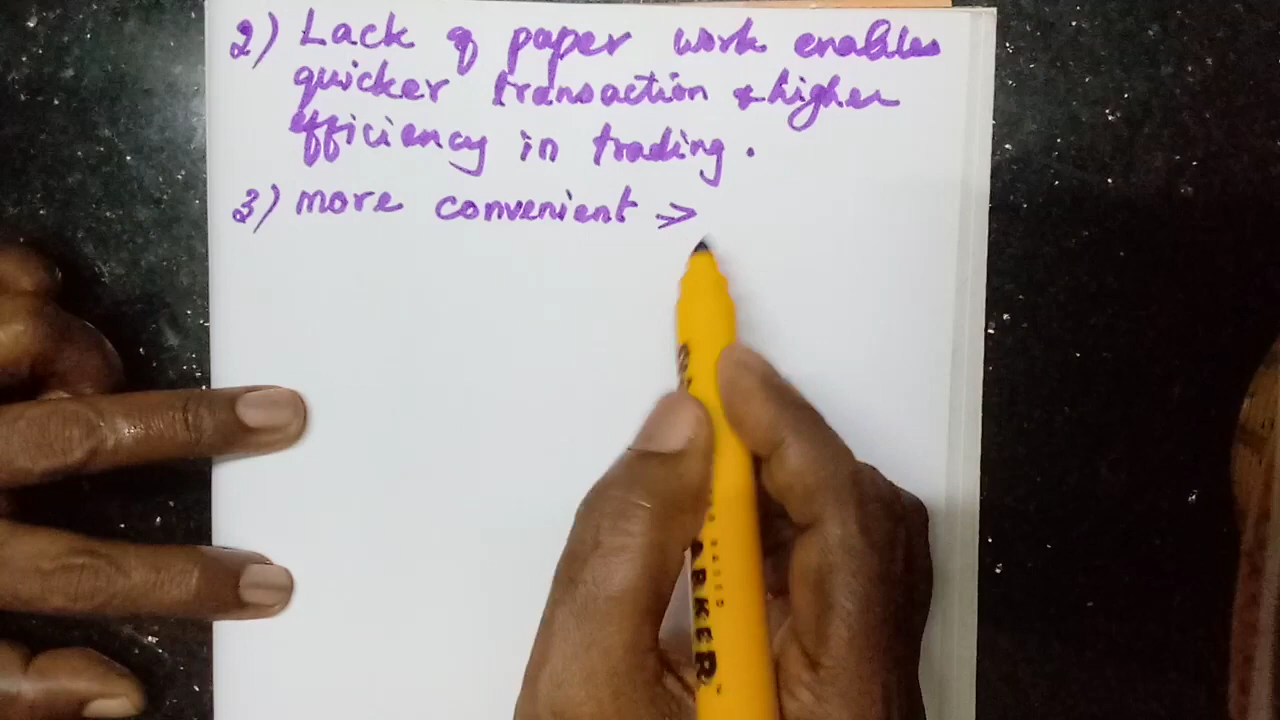 2) Lack of paper work enables
quicker transaction & higher
efficiency in trading.
3) more convenient >